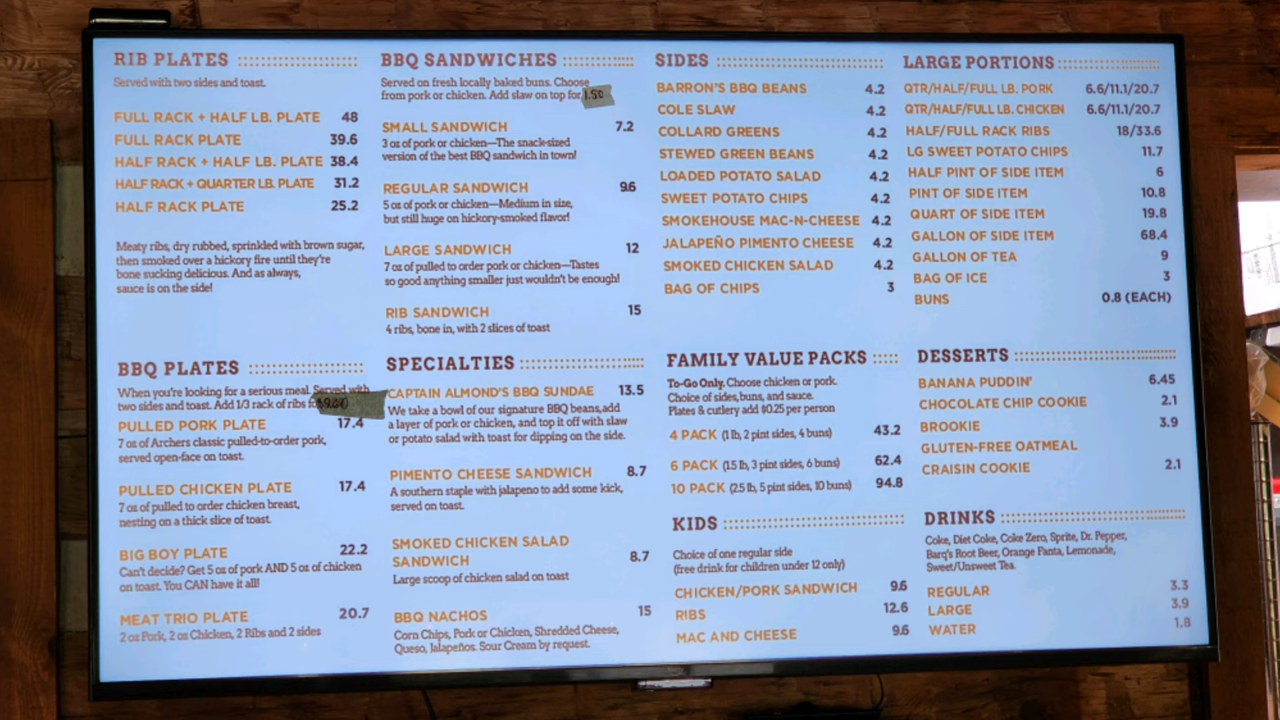 RIB PLATES
Served with two sides and toast.
FULL RACK + HALF LB. PLATE 48
FULL RACK PLATE 39.6
HALF RACK + HALF LB. PLATE 38.4
HALF RACK + QUARTER LB. PLATE 31.2
HALF RACK PLATE 25.2
Meaty ribs, dry rubbed, sprinkled with brown sugar,
then smoked over a hickory fire until they're
bone sucking delicious. And as always,
sauce is on the side!
BBQ PLATES
When you're looking for a serious meal. Served with
two sides and toast. Add 1/3 rack of ribs for $9.00
PULLED PORK PLATE 17.4
7 oz of Archers classic pulled-to-order pork,
served open-face on toast.
PULLED CHICKEN PLATE 17.4
7 oz of pulled to order chicken breast,
nesting on a thick slice of toast.
BIG BOY PLATE 22.2
Can't decide? Get 5 oz of pork AND 5 oz of chicken
on toast. You CAN have it all!
MEAT TRIO PLATE 20.7
2 oz Pork, 2 oz Chicken, 2 Ribs and 2 sides
BBQ SANDWICHES
Served on fresh locally baked buns. Choose
from pork or chicken. Add slaw on top for 1.50
SMALL SANDWICH 7.2
3 oz of pork or chicken—The snack-sized
version of the best BBQ sandwich in town!
REGULAR SANDWICH 9.6
5 oz of pork or chicken—Medium in size,
but still huge on hickory-smoked flavor!
LARGE SANDWICH 12
7 oz of pulled to order pork or chicken—Tastes
so good anything smaller just wouldn't be enough!
RIB SANDWICH 15
4 ribs, bone in, with 2 slices of toast
SPECIALTIES
CAPTAIN ALMOND'S BBQ SUNDAE 13.5
We take a bowl of our signature BBQ beans,add
a layer of pork or chicken, and top it off with slaw
or potato salad with toast for dipping on the side.
PIMENTO CHEESE SANDWICH 8.7
A southern staple with jalapeno to add some kick,
served on toast.
SMOKED CHICKEN SALAD
SANDWICH 8.7
Large scoop of chicken salad on toast
BBQ NACHOS 15
Corn Chips, Pork or Chicken, Shredded Cheese,
Queso, Jalapeños. Sour Cream by request.
SIDES
BARRON'S BBQ BEANS 4.2
COLE SLAW 4.2
COLLARD GREENS 4.2
STEWED GREEN BEANS 4.2
LOADED POTATO SALAD 4.2
SWEET POTATO CHIPS 4.2
SMOKEHOUSE MAC-N-CHEESE 4.2
JALAPEÑO PIMENTO CHEESE 4.2
SMOKED CHICKEN SALAD 4.2
BAG OF CHIPS 3
FAMILY VALUE PACKS
To-Go Only. Choose chicken or pork.
Choice of sides, buns, and sauce.
Plates & cutlery add $0.25 per person
4 PACK (1 lb, 2 pint sides, 4 buns) 43.2
6 PACK (1.5 lb, 3 pint sides, 6 buns) 62.4
10 PACK (2.5 lb, 5 pint sides, 10 buns) 94.8
KIDS
Choice of one regular side
(free drink for children under 12 only)
CHICKEN/PORK SANDWICH 9.6
RIBS 12.6
MAC AND CHEESE 9.6
LARGE PORTIONS
QTR/HALF/FULL LB. PORK 6.6/11.1/20.7
QTR/HALF/FULL LB. CHICKEN 6.6/11.1/20.7
HALF/FULL RACK RIBS 18/33.6
LG SWEET POTATO CHIPS 11.7
HALF PINT OF SIDE ITEM 6
PINT OF SIDE ITEM 10.8
QUART OF SIDE ITEM 19.8
GALLON OF SIDE ITEM 68.4
GALLON OF TEA 9
BAG OF ICE 3
BUNS 0.8 (EACH)
DESSERTS
BANANA PUDDIN' 6.45
CHOCOLATE CHIP COOKIE 2.1
BROOKIE 3.9
GLUTEN-FREE OATMEAL
CRAISIN COOKIE 2.1
DRINKS
Coke, Diet Coke, Coke Zero, Sprite, Dr. Pepper,
Barq's Root Beer, Orange Fanta, Lemonade,
Sweet/Unsweet Tea.
REGULAR 3.3
LARGE 3.9
WATER 1.8